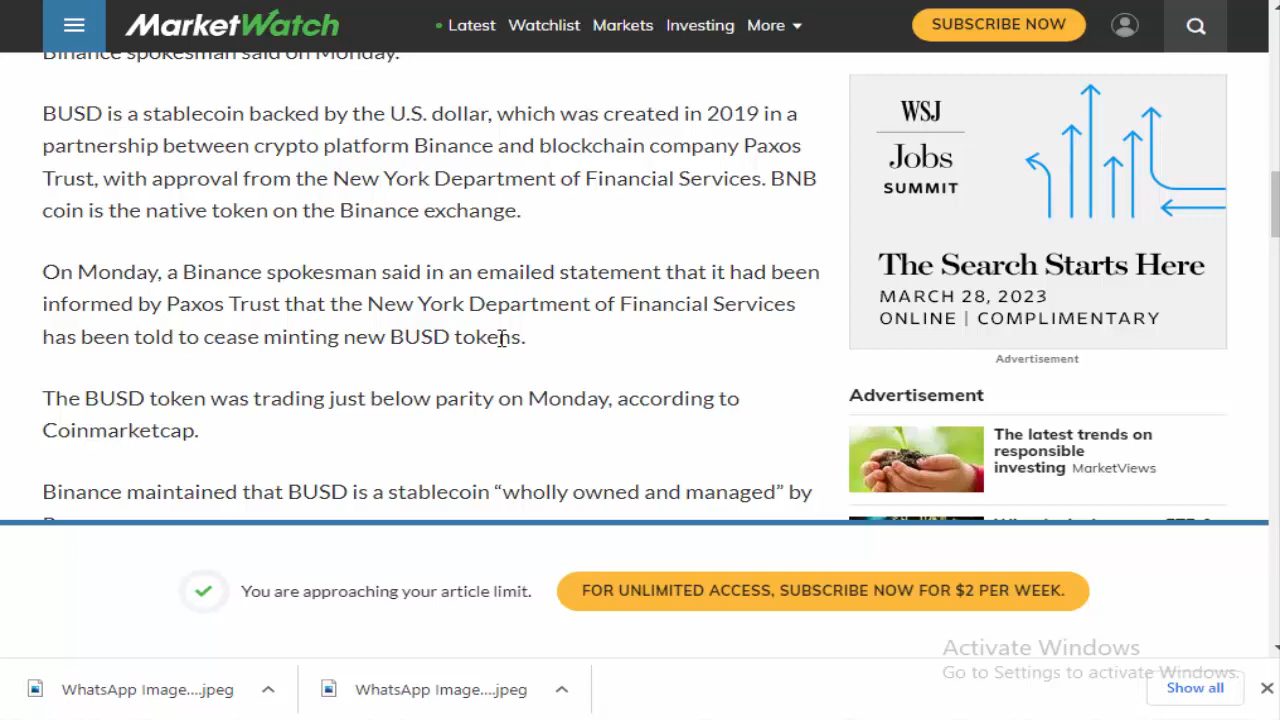 MarketWatch
Latest Watchlist Markets Investing More
SUBSCRIBE NOW
Binance spokesman said on Monday.
BUSD is a stablecoin backed by the U.S. dollar, which was created in 2019 in a
partnership between crypto platform Binance and blockchain company Paxos
Trust, with approval from the New York Department of Financial Services. BNB
coin is the native token on the Binance exchange.
On Monday, a Binance spokesman said in an emailed statement that it had been
informed by Paxos Trust that the New York Department of Financial Services
has been told to cease minting new BUSD tokens.
The BUSD token was trading just below parity on Monday, according to
Coinmarketcap.
Binance maintained that BUSD is a stablecoin “wholly owned and managed” by
WSJ
Jobs
SUMMIT
The Search Starts Here
MARCH 28, 2023
ONLINE | COMPLIMENTARY
Advertisement
Advertisement
The latest trends on
responsible
investing MarketViews
You are approaching your article limit.
FOR UNLIMITED ACCESS, SUBSCRIBE NOW FOR $2 PER WEEK.
Activate Windows
Go to Settings to activate Windows.
WhatsApp Image....jpeg
WhatsApp Image....jpeg
Show all